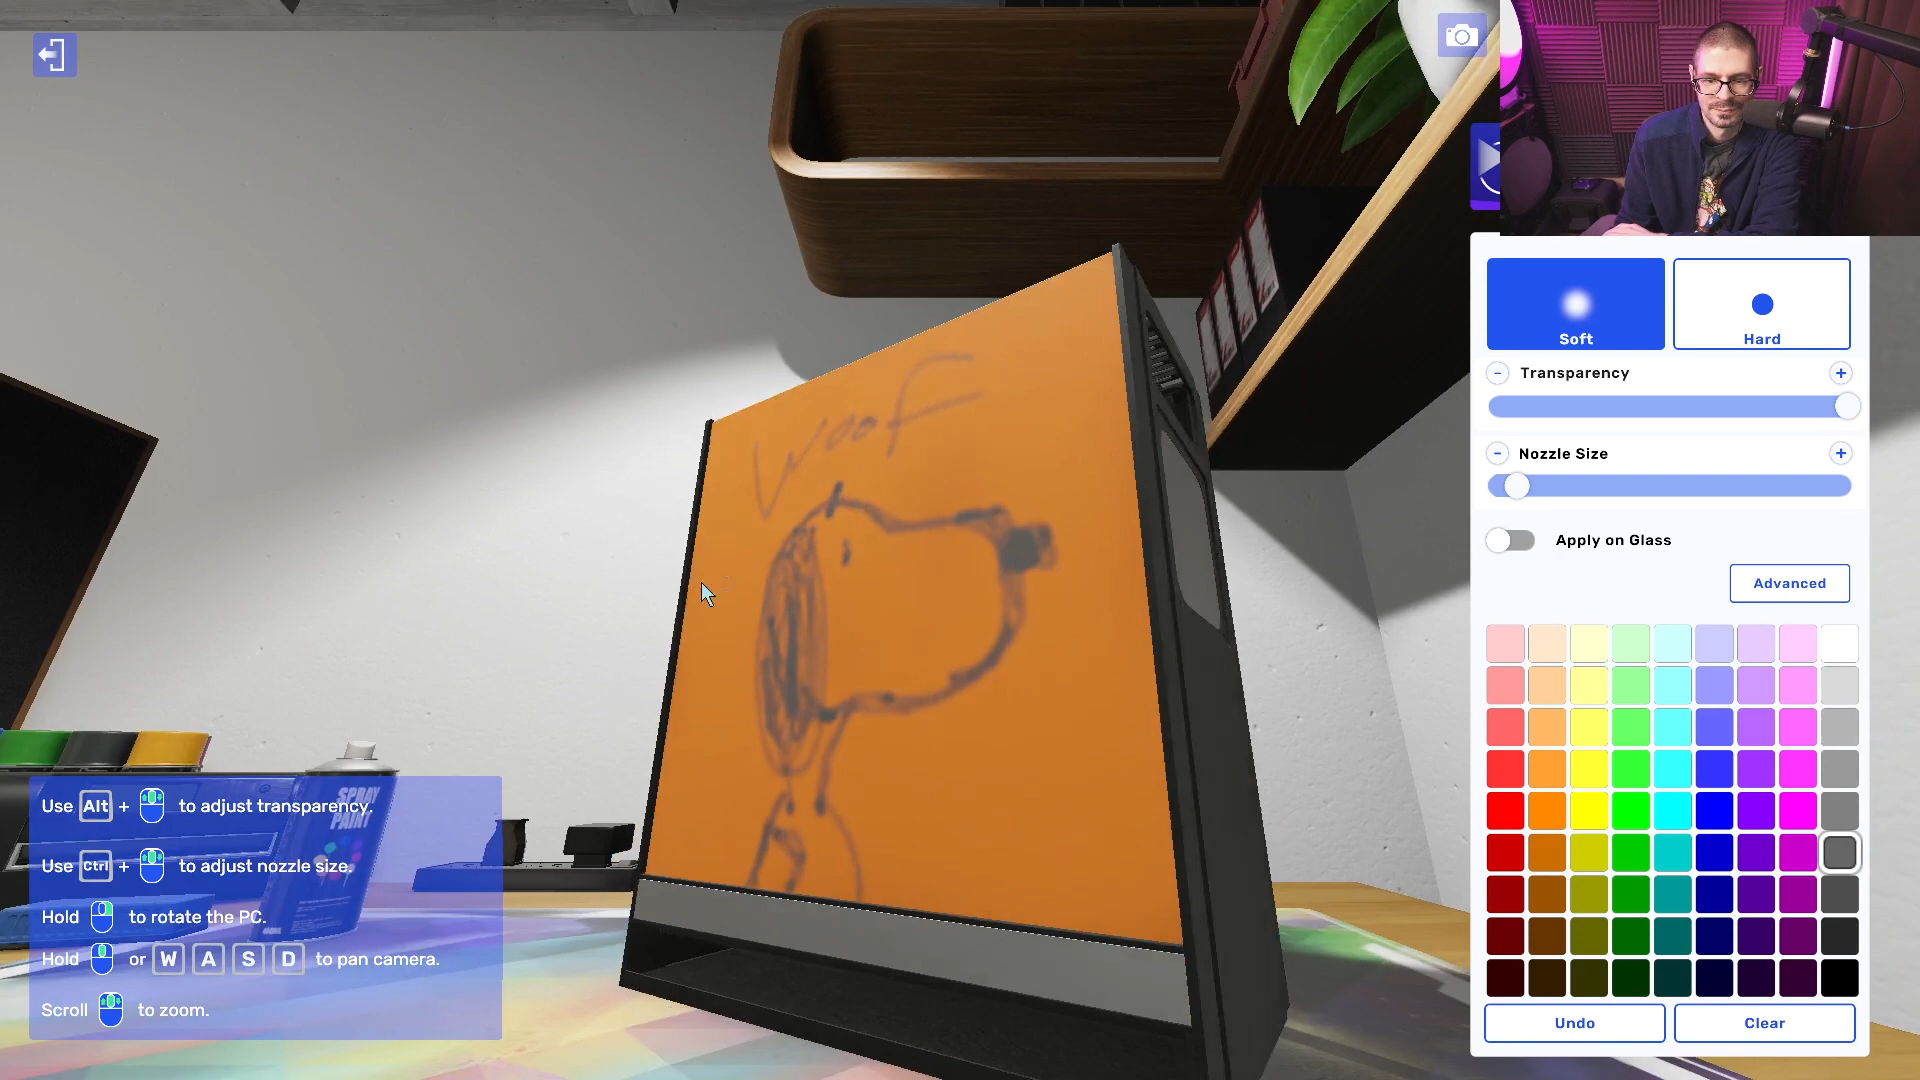 Soft
Hard
- Transparency +
- Nozzle Size +
Apply on Glass
Advanced
Woof
SPRAY
PAINT
Use Alt + to adjust transparency.
Use Ctrl + to adjust nozzle size.
Hold to rotate the PC.
Hold or W A S D to pan camera.
Scroll to zoom.
Undo
Clear